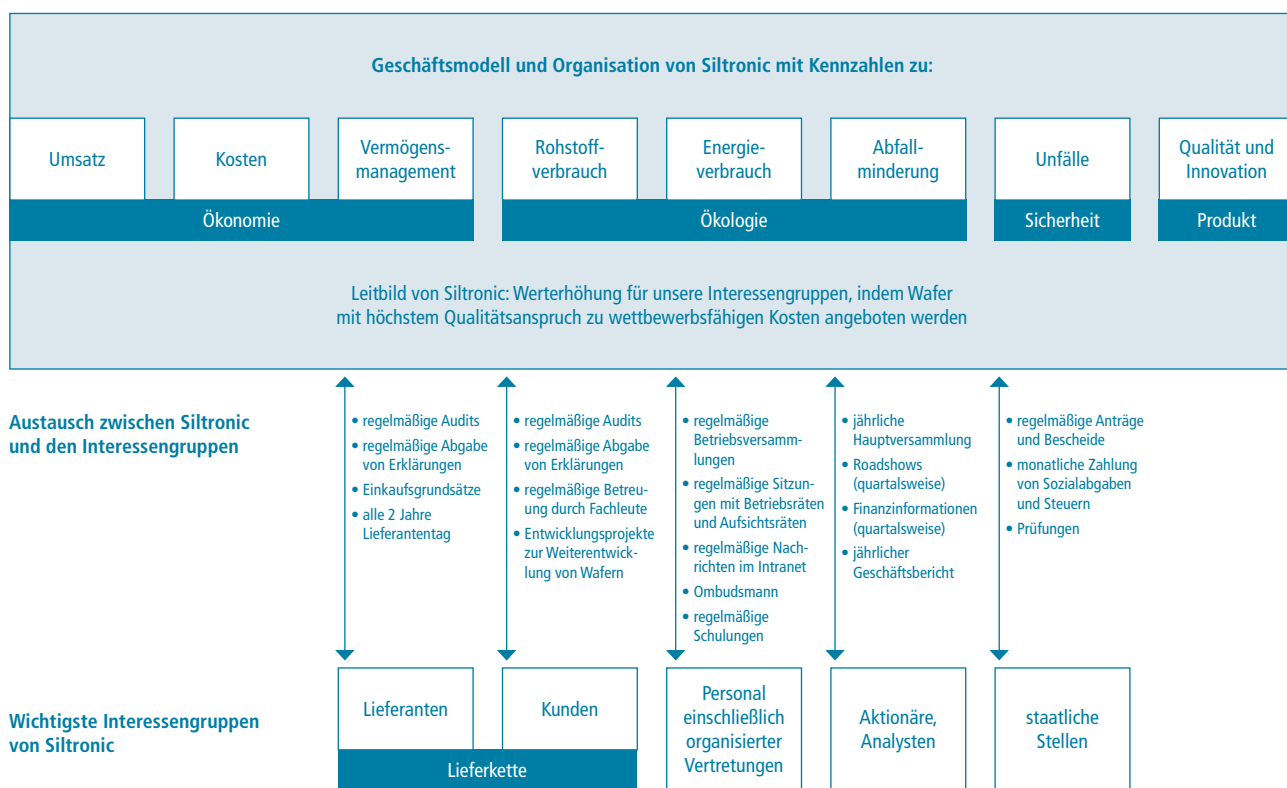 Geschäftsmodell und Organisation von Siltronic mit Kennzahlen zu:
Umsatz
Kosten
Vermögens-
management
Rohstoff-
verbrauch
Energie-
verbrauch
Abfall-
minderung
Unfälle
Qualität und
Innovation
Ökonomie
Ökologie
Sicherheit
Produkt
Leitbild von Siltronic: Werterhöhung für unsere Interessengruppen, indem Wafer
mit höchstem Qualitätsanspruch zu wettbewerbsfähigen Kosten angeboten werden
Austausch zwischen Siltronic
und den Interessengruppen
• regelmäßige Audits
• regelmäßige Abgabe
von Erklärungen
• Einkaufsgrundsätze
• alle 2 Jahre
Lieferantentag
• regelmäßige Audits
• regelmäßige Abgabe
von Erklärungen
• regelmäßige Betreu-
ung durch Fachleute
• Entwicklungsprojekte
zur Weiterentwick-
lung von Wafern
• regelmäßige
Betriebsversamm-
lungen
• regelmäßige Sitzun-
gen mit Betriebsräten
und Aufsichtsräten
• regelmäßige Nach-
richten im Intranet
• Ombudsmann
• regelmäßige
Schulungen
• jährliche
Hauptversammlung
• Roadshows
(quartalsweise)
• Finanzinformationen
(quartalsweise)
• jährlicher
Geschäftsbericht
• regelmäßige Anträge
und Bescheide
• monatliche Zahlung
von Sozialabgaben
und Steuern
• Prüfungen
Wichtigste Interessengruppen
von Siltronic
Lieferanten
Kunden
Lieferkette
Personal
einschließlich
organisierter
Vertretungen
Aktionäre,
Analysten
staatliche
Stellen